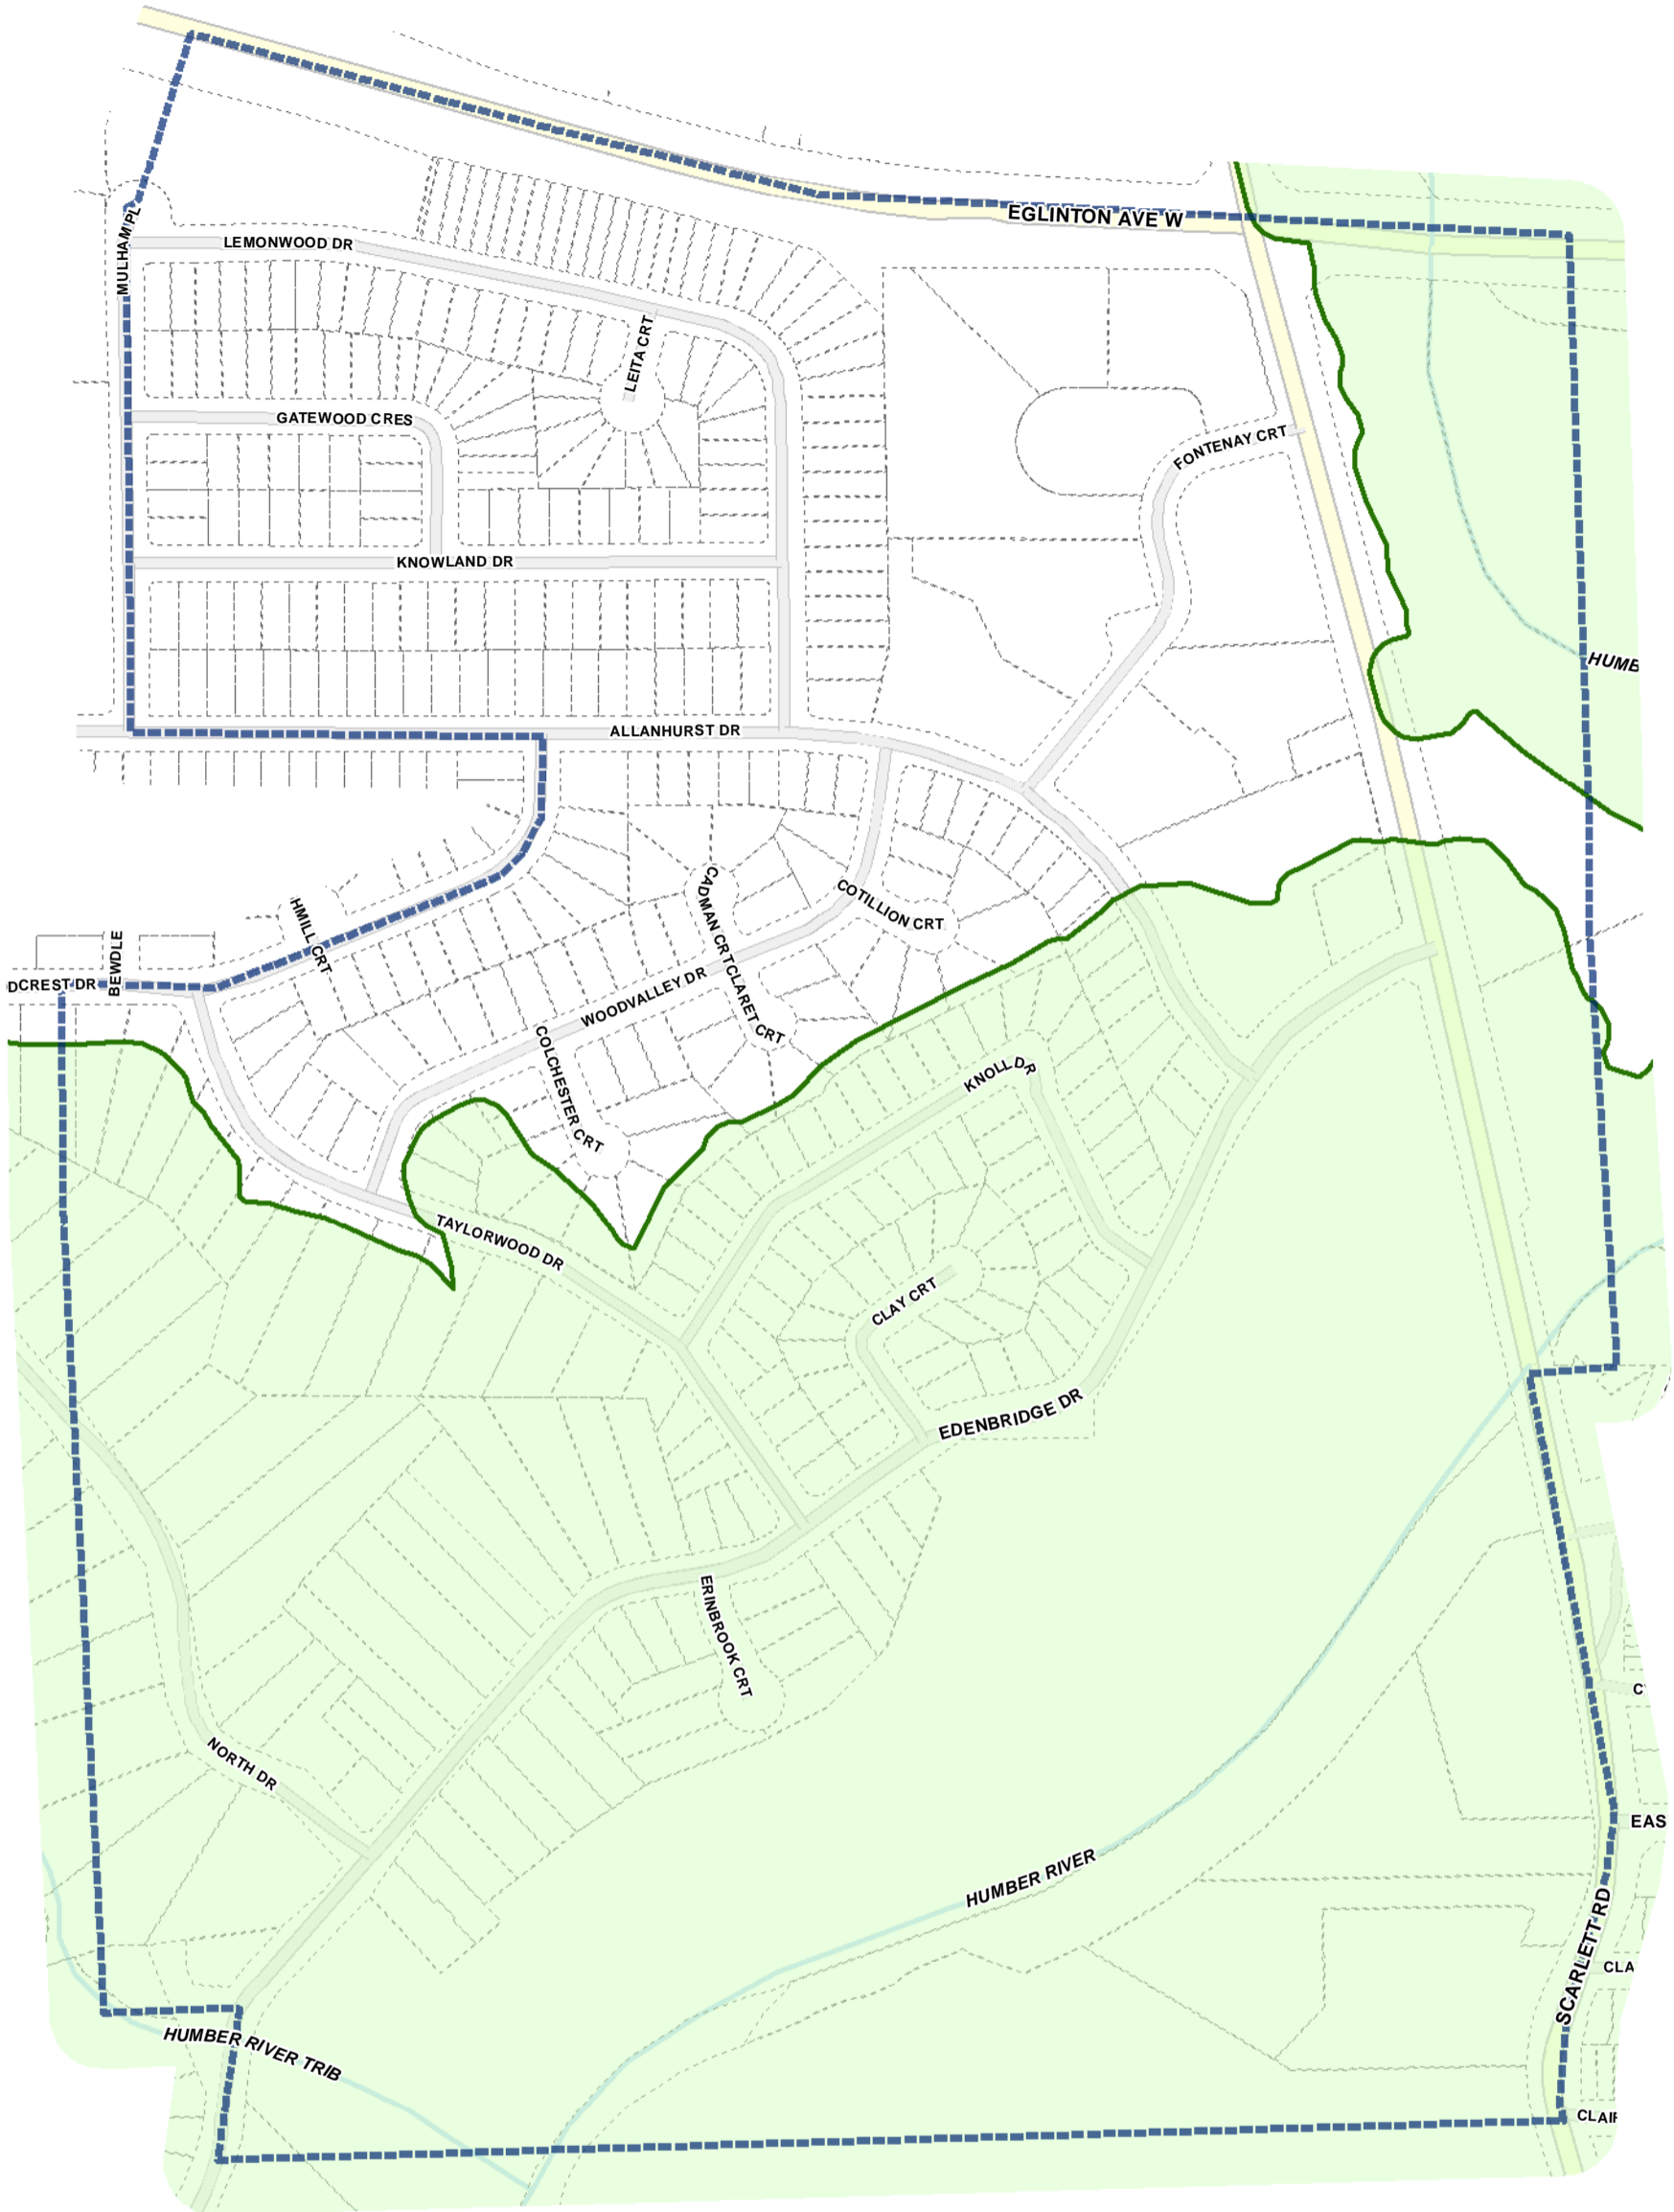 EGLINTON AVE W
MULHAM PL
LEMONWOOD DR
LEITA CRT
GATEWOOD CRES
FONTENAY CRT
KNOWLAND DR
HUMB
ALLANHURST DR
CADMAN CRT
COTILLION CRT
HMILL CRT
BEWDLE
DCREST DR
WOODVALLEY DR
CLARET CRT
COLCHESTER CRT
KNOLL DR
TAYLORWOOD DR
CLAY CRT
EDENBRIDGE DR
ERINBROOK CRT
C
NORTH DR
EAS
HUMBER RIVER
SCARLETT RD
CLA
HUMBER RIVER TRIB
CLAIR